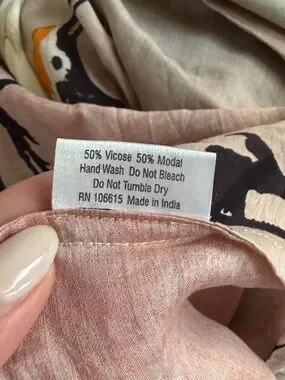 50% Vicose 50% Modal
Hand Wash Do Not Bleach
Do Not Tumble Dry
RN 106615 Made in India